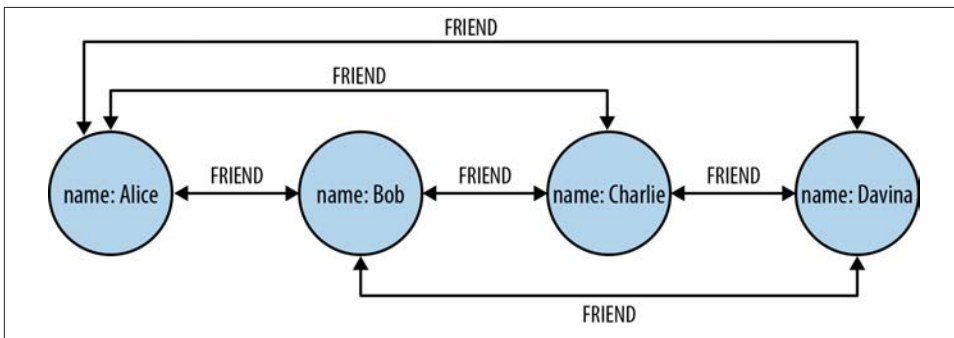 FRIEND
FRIEND
name: Alice
FRIEND
name: Bob
FRIEND
name: Charlie
FRIEND
name: Davina
FRIEND